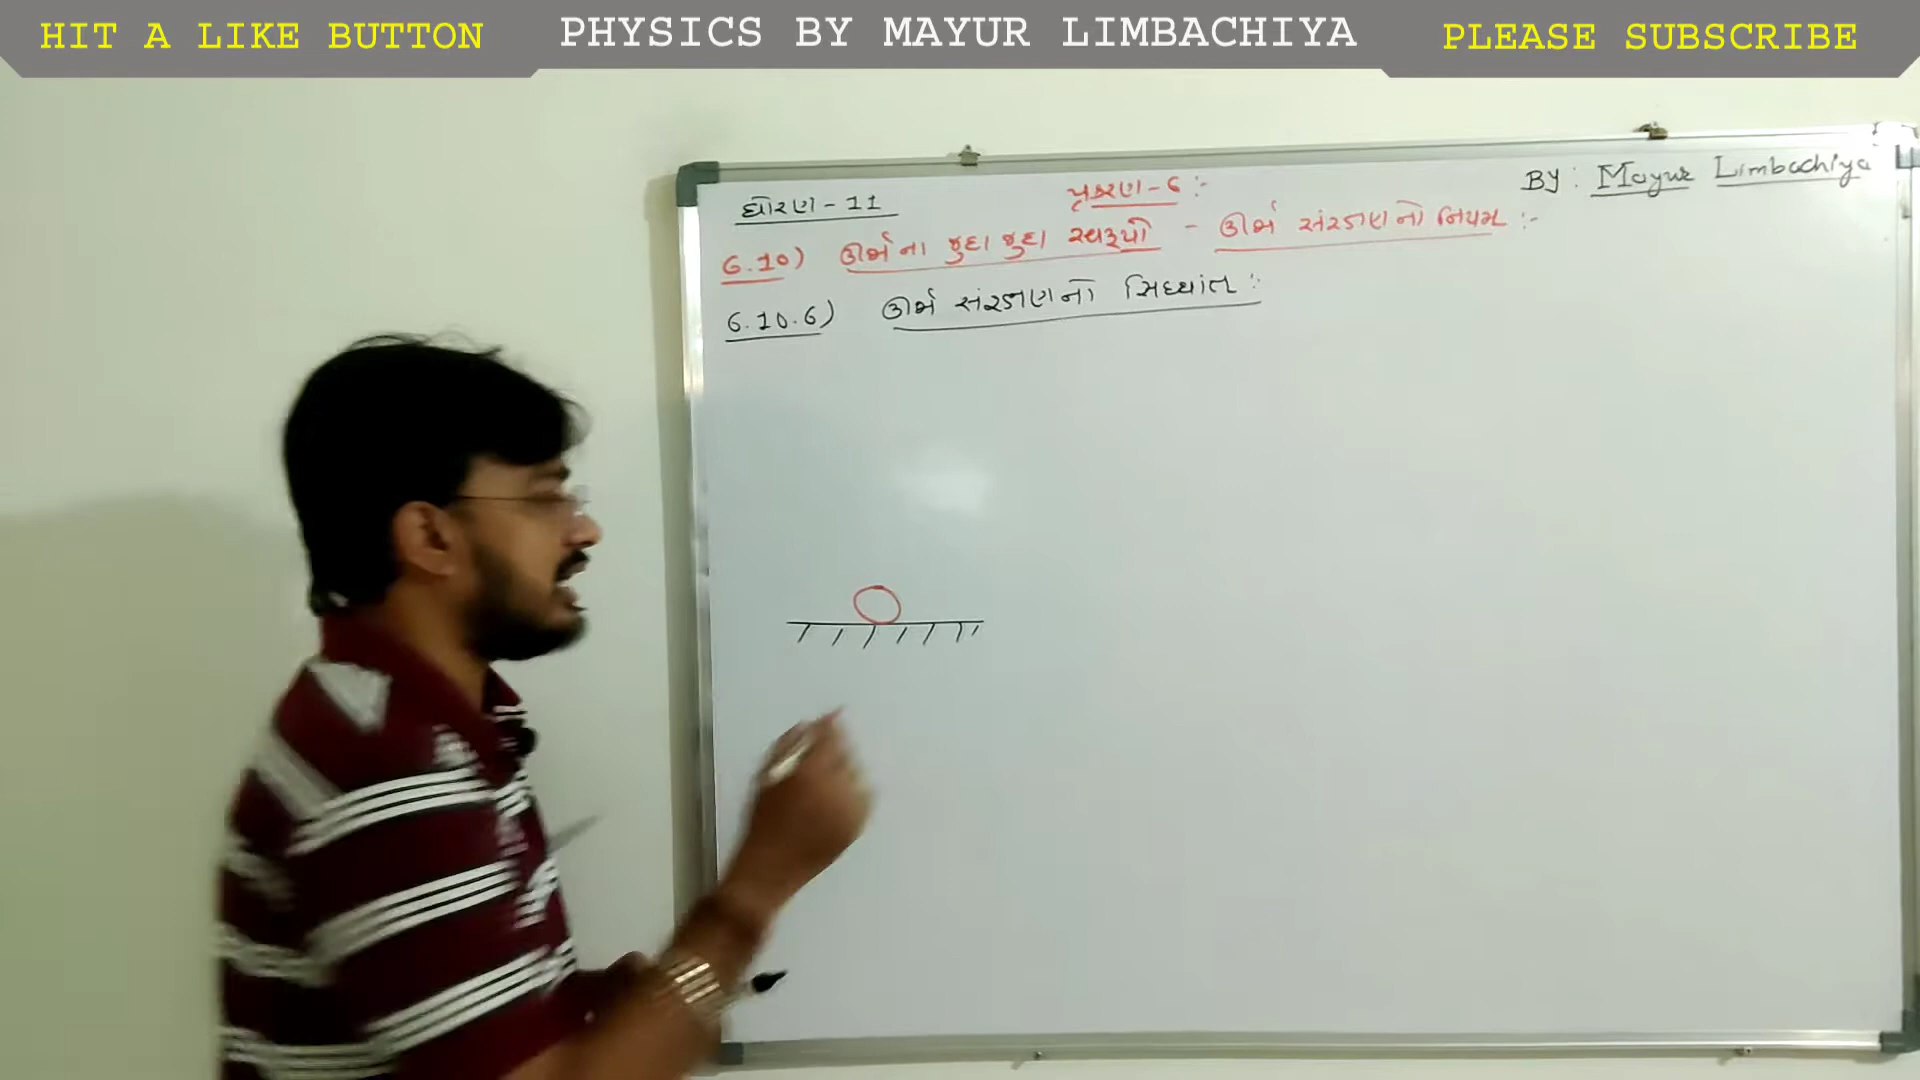 HIT A LIKE BUTTON
PHYSICS BY MAYUR LIMBACHIYA
PLEASE SUBSCRIBE
BY : Mayur Limbachiya
ધોરણ - 11
પ્રકરણ - 6 :-
6.10) ઊર્જાના જુદા જુદા સ્વરૂપો - ઊર્જા સંરક્ષણનો નિયમ :-
6.10.6) ઊર્જા સંરક્ષણનો સિધ્ધાંત :